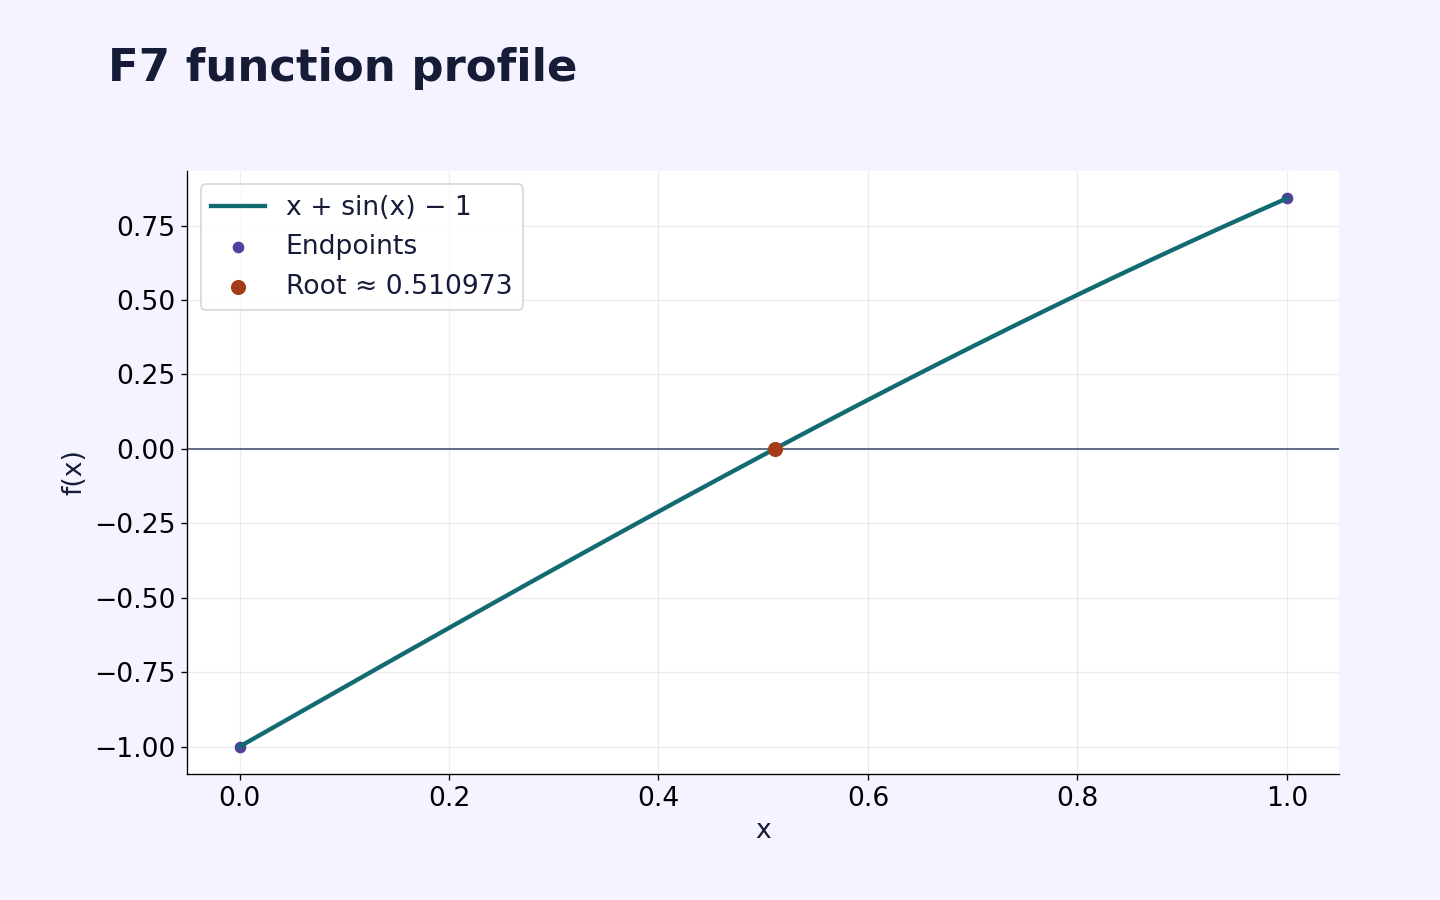 F7 function profile
x + sin(x) − 1
Endpoints
Root ≈ 0.510973
0.75
0.50
0.25
0.00
−0.25
−0.50
−0.75
−1.00
f(x)
0.0 0.2 0.4 0.6 0.8 1.0
x